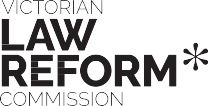 VICTORIAN
LAW
REFORM*
COMMISSION